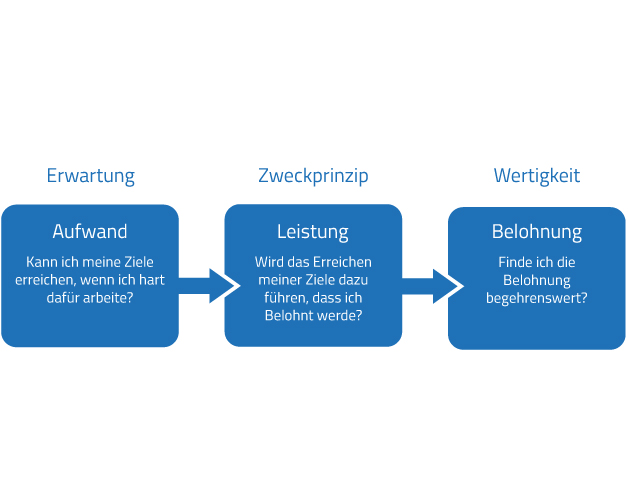 Erwartung
Zweckprinzip
Wertigkeit
Aufwand
Kann ich meine Ziele
erreichen, wenn ich hart
dafür arbeite?
Leistung
Wird das Erreichen
meiner Ziele dazu
führen, dass ich
Belohnt werde?
Belohnung
Finde ich die
Belohnung
begehrenswert?